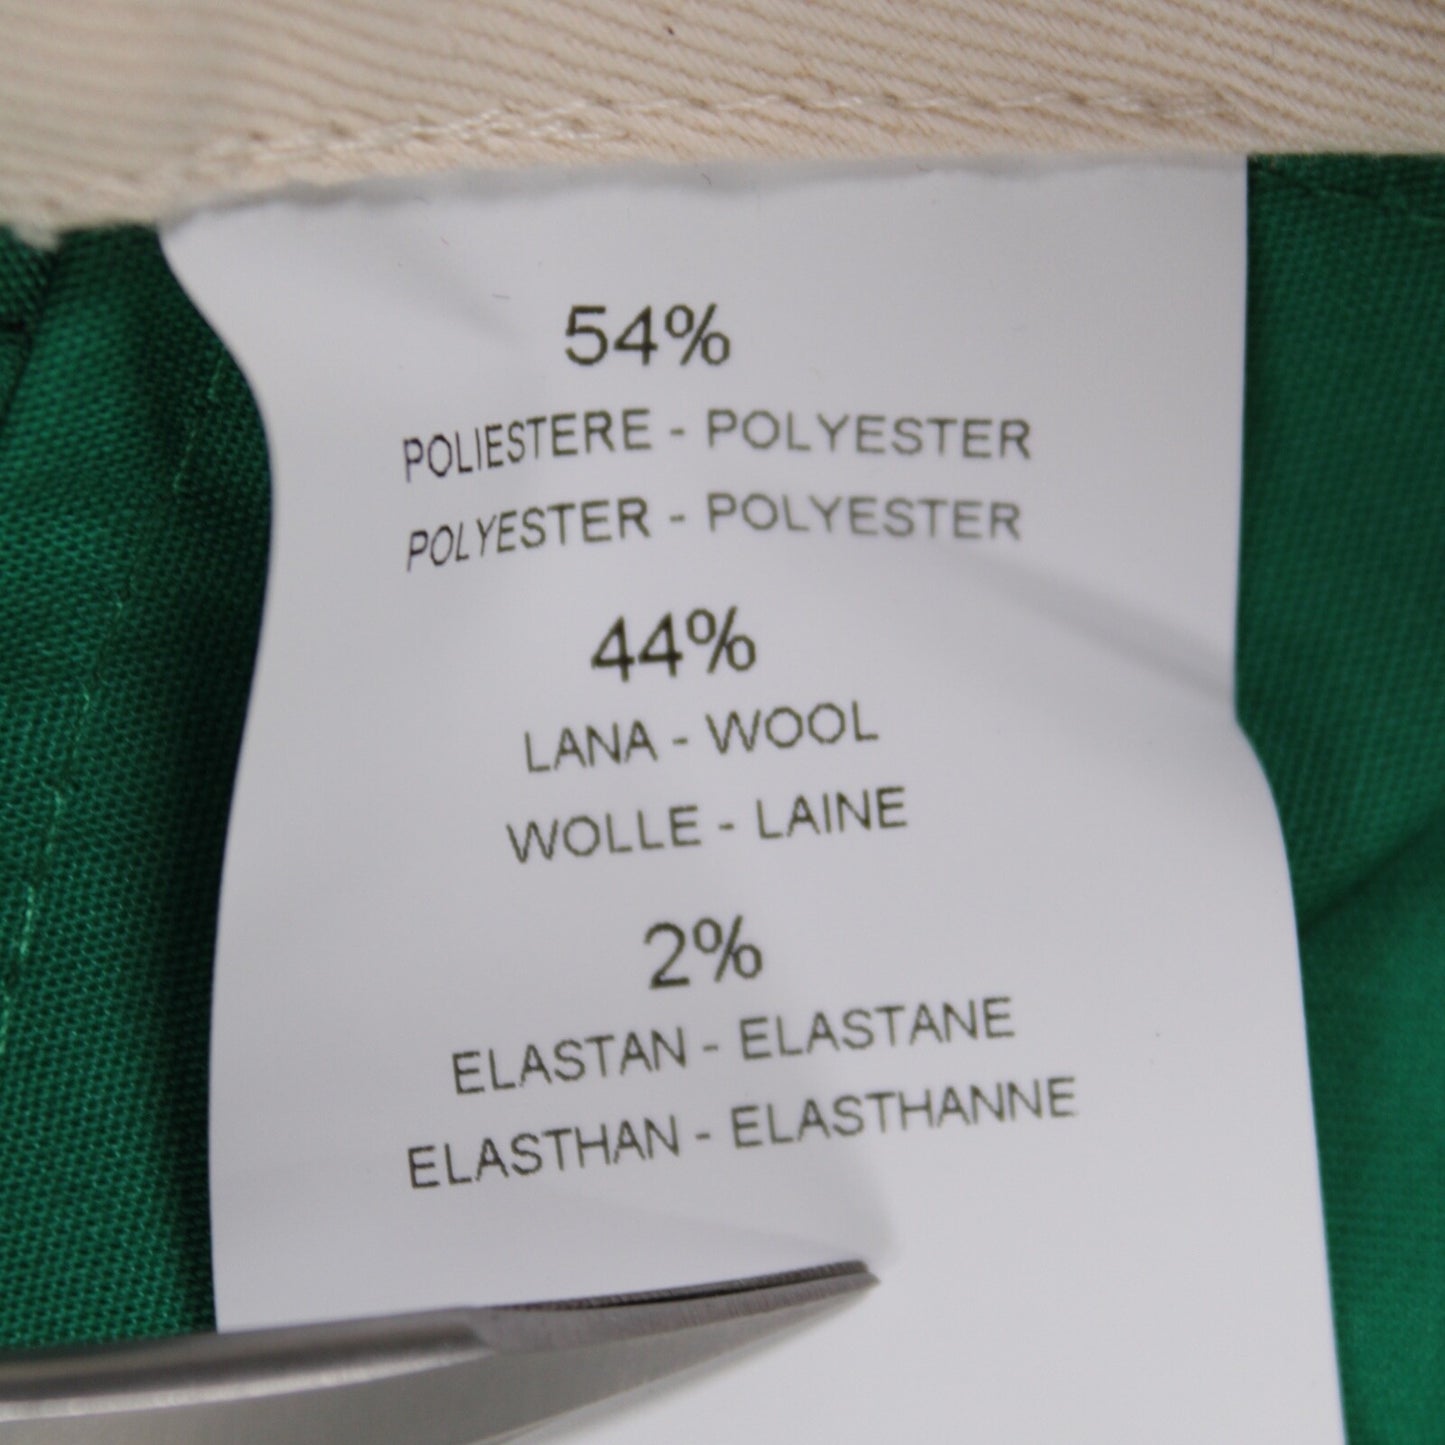 54%
POLIESTERE - POLYESTER
POLYESTER - POLYESTER
44%
LANA - WOOL
WOLLE - LAINE
2%
ELASTAN - ELASTANE
ELASTHAN - ELASTHANNE